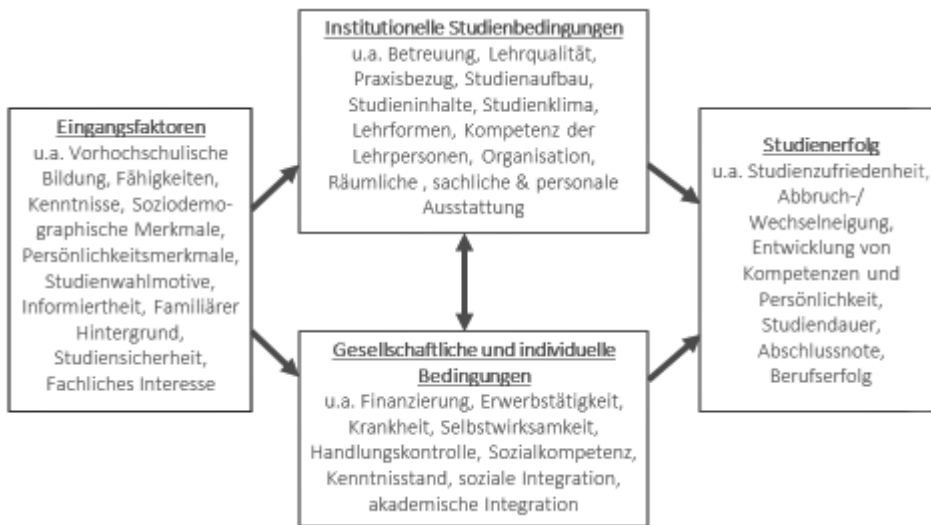 Institutionelle Studienbedingungen
u.a. Betreuung, Lehrqualität,
Praxisbezug, Studienaufbau,
Studieninhalte, Studienklima,
Lehrformen, Kompetenz der
Lehrpersonen, Organisation,
Räumliche , sachliche & personale
Ausstattung
Eingangsfaktoren
u.a. Vorhochschulische
Bildung, Fähigkeiten,
Kenntnisse, Soziodemo-
graphische Merkmale,
Persönlichkeitsmerkmale,
Studienwahlmotive,
Informiertheit, Familiärer
Hintergrund,
Studiensicherheit,
Fachliches Interesse
Gesellschaftliche und individuelle
Bedingungen
u.a. Finanzierung, Erwerbstätigkeit,
Krankheit, Selbstwirksamkeit,
Handlungskontrolle, Sozialkompetenz,
Kenntnisstand, soziale Integration,
akademische Integration
Studienerfolg
u.a. Studienzufriedenheit,
Abbruch-/
Wechselneigung,
Entwicklung von
Kompetenzen und
Persönlichkeit,
Studiendauer,
Abschlussnote,
Berufserfolg